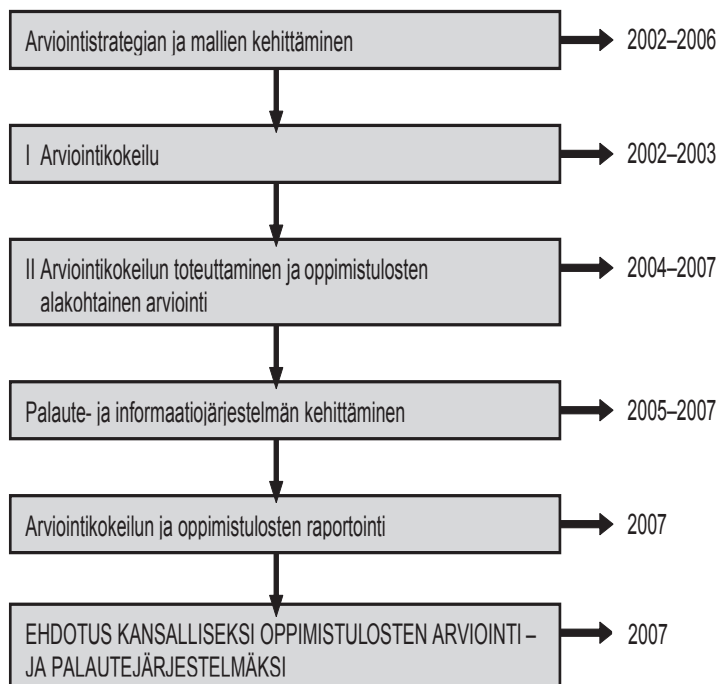 Arviointistrategian ja mallien kehittäminen
2002–2006
I Arviointikokeilu
2002–2003
II Arviointikokeilun toteuttaminen ja oppimistulosten
alakohtainen arviointi
2004–2007
Palaute- ja informaatiojärjestelmän kehittäminen
2005–2007
Arviointikokeilun ja oppimistulosten raportointi
2007
EHDOTUS KANSALLISEKSI OPPIMISTULOSTEN ARVIOINTI –
JA PALAUTEJÄRJESTELMÄKSI
2007